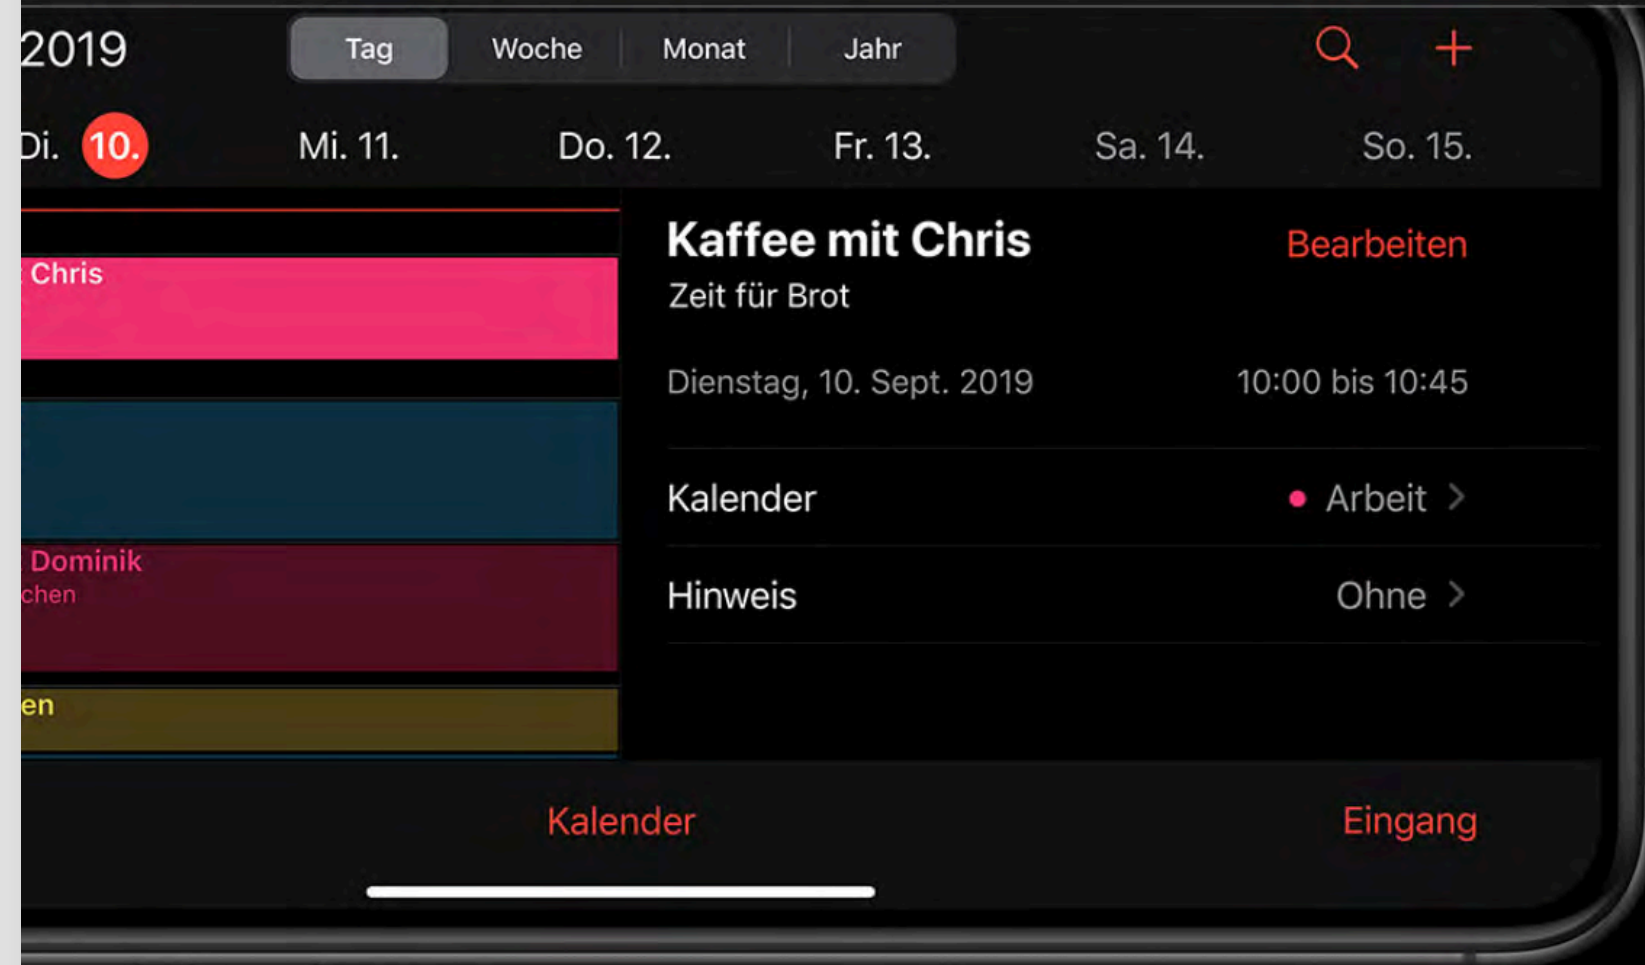 2019 Tag Woche Monat Jahr
Di. 10. Mi. 11. Do. 12. Fr. 13. Sa. 14. So. 15.
Chris
Dominik
chen
en
Kaffee mit Chris Bearbeiten
Zeit für Brot
Dienstag, 10. Sept. 2019 10:00 bis 10:45
Kalender Arbeit
Hinweis Ohne
Kalender Eingang